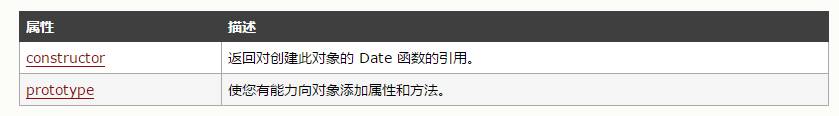 属性 描述
constructor 返回对创建此对象的 Date 函数的引用。
prototype 使您有能力向对象添加属性和方法。